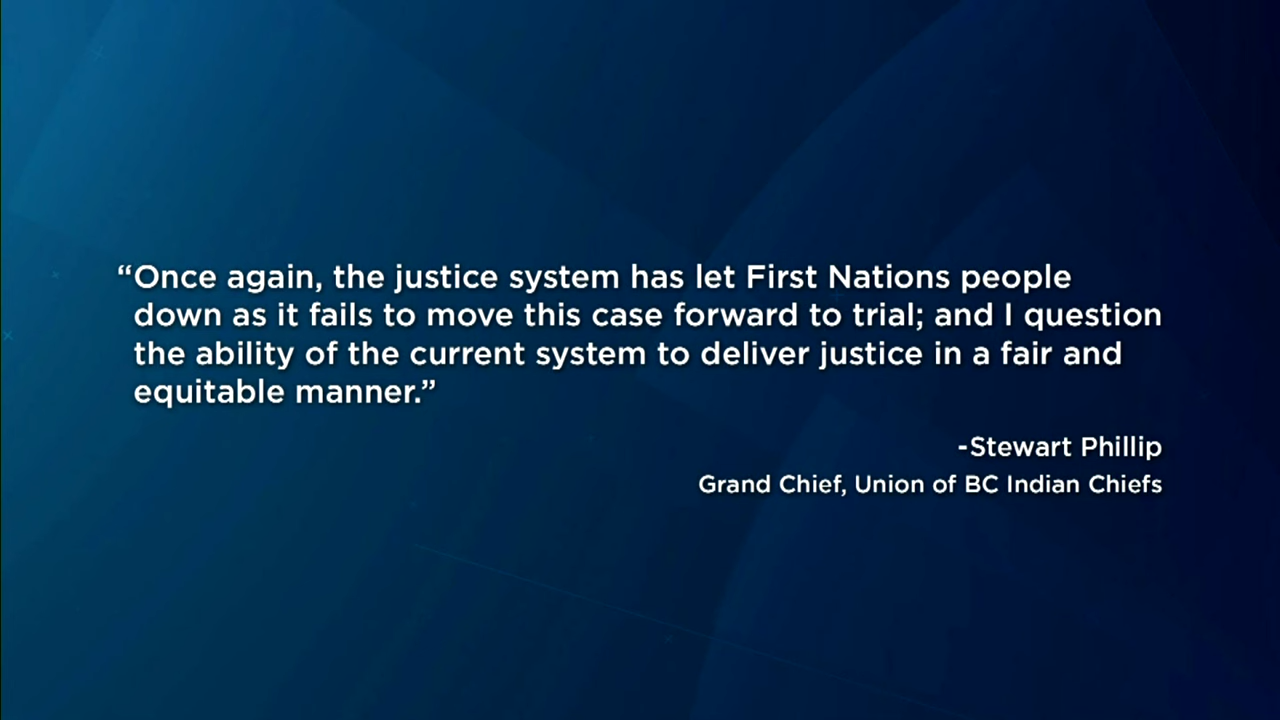 “Once again, the justice system has let First Nations people
down as it fails to move this case forward to trial; and I question
the ability of the current system to deliver justice in a fair and
equitable manner.”
-Stewart Phillip
Grand Chief, Union of BC Indian Chiefs